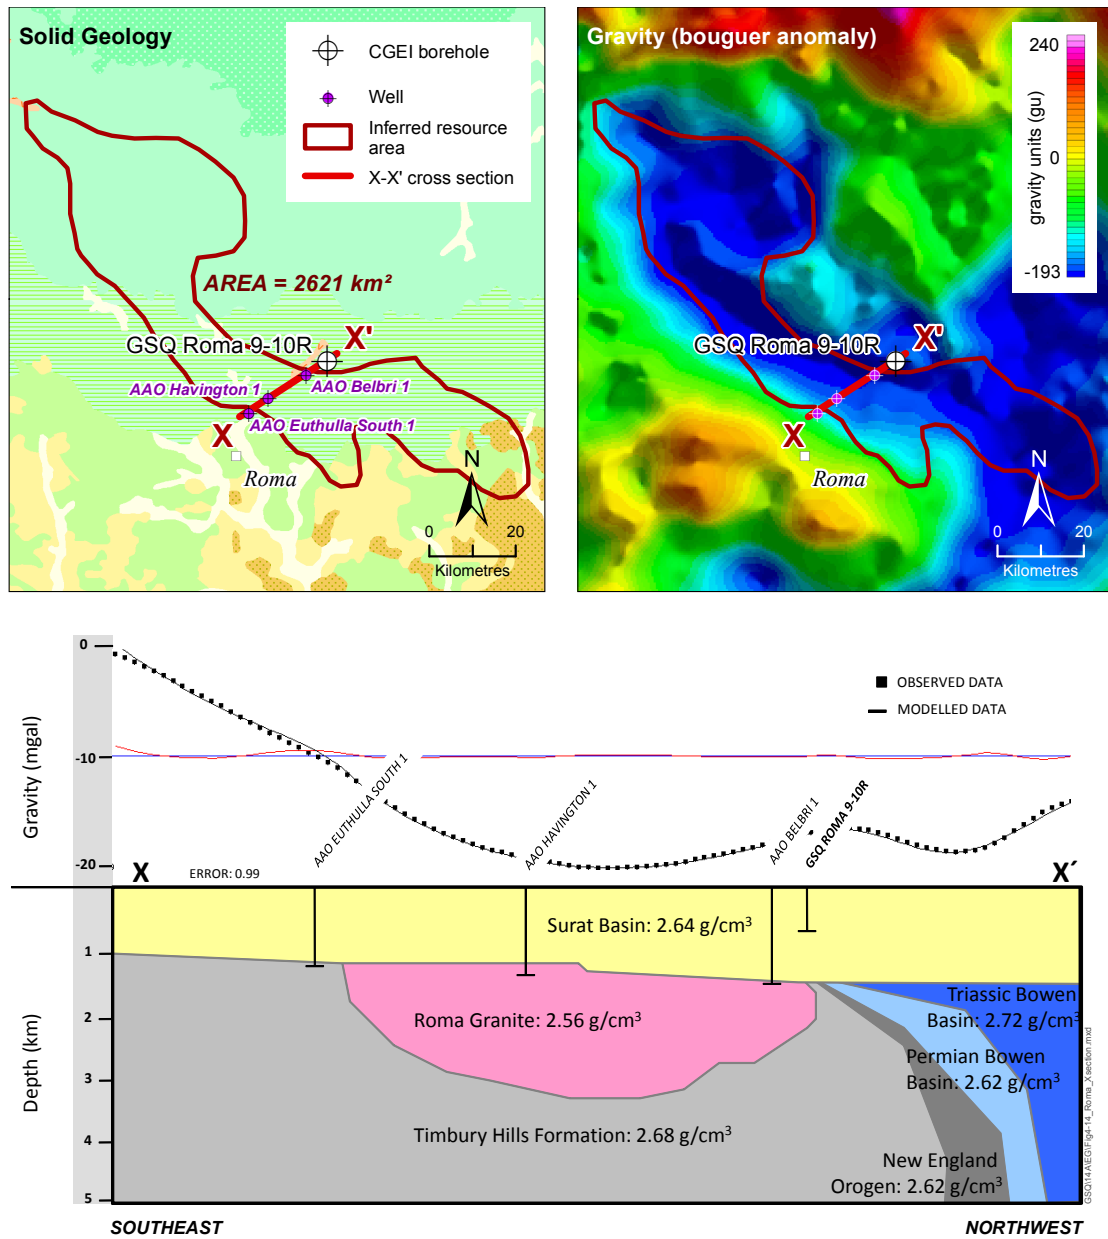 Solid Geology
CGEI borehole
Well
Inferred resource
area
X-X' cross section
AREA = 2621 km²
X'
GSQ Roma 9-10R
AAO Havington 1
AAO Belbri 1
AAO Euthulla South 1
X
Roma
N
0 20
Kilometres
Gravity (bouguer anomaly)
240
0
-193
gravity units (gu)
X'
GSQ Roma 9-10R
X
Roma
N
0 20
Kilometres
0
-10
-20
Gravity (mgal)
OBSERVED DATA
MODELLED DATA
AAO EUTHULLA SOUTH 1
AAO HAVINGTON 1
AAO BELBRI 1
GSQ ROMA 9-10R
X
ERROR: 0.99
X´
1
2
3
4
5
Depth (km)
Surat Basin: 2.64 g/cm³
Roma Granite: 2.56 g/cm³
Triassic Bowen
Basin: 2.72 g/cm³
Permian Bowen
Basin: 2.62 g/cm³
Timbury Hills Formation: 2.68 g/cm³
New England
Orogen: 2.62 g/cm³
GSQ\14 A\EG\Fig4-14_Roma_Xsection.mxd
SOUTHEAST
NORTHWEST